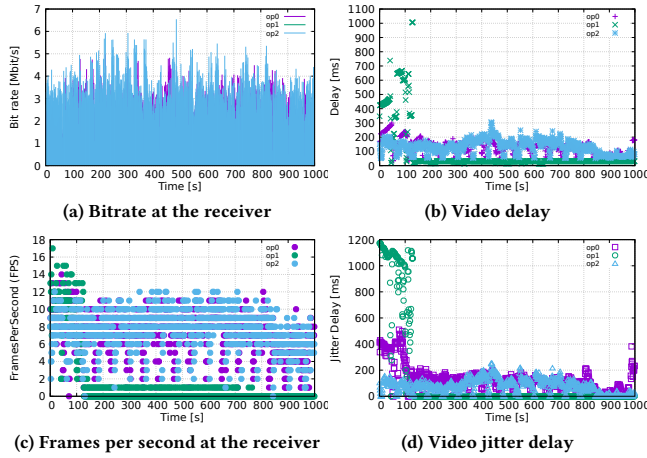 7
6
5
4
3
2
1
0
Bit rate [Mbit/s]
op0
op1
op2
0 100 200 300 400 500 600 700 800 900 1000
Time [s]
(a) Bitrate at the receiver
1100
1000
900
800
700
600
500
400
300
200
100
0
Delay [ms]
op0
op1
op2
0 100 200 300 400 500 600 700 800 900 1000
Time [s]
(b) Video delay
18
16
14
12
10
8
6
4
2
0
FramesPerSecond (FPS)
op0
op1
op2
0 100 200 300 400 500 600 700 800 900 1000
Time [s]
(c) Frames per second at the receiver
1200
1000
800
600
400
200
0
Jitter Delay [ms]
op0
op1
op2
0 100 200 300 400 500 600 700 800 900 1000
Time [s]
(d) Video jitter delay